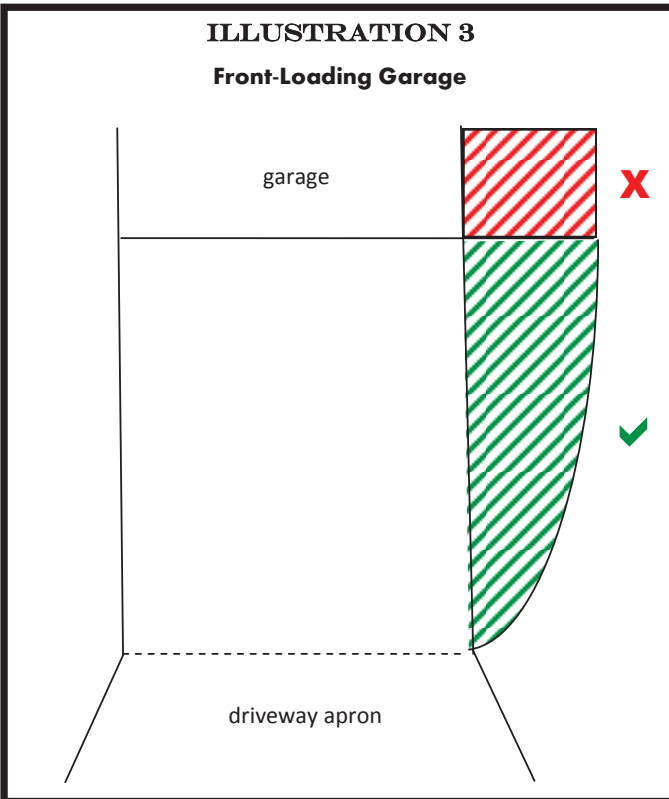 ILLUSTRATION 3
Front-Loading Garage
garage
X
driveway apron